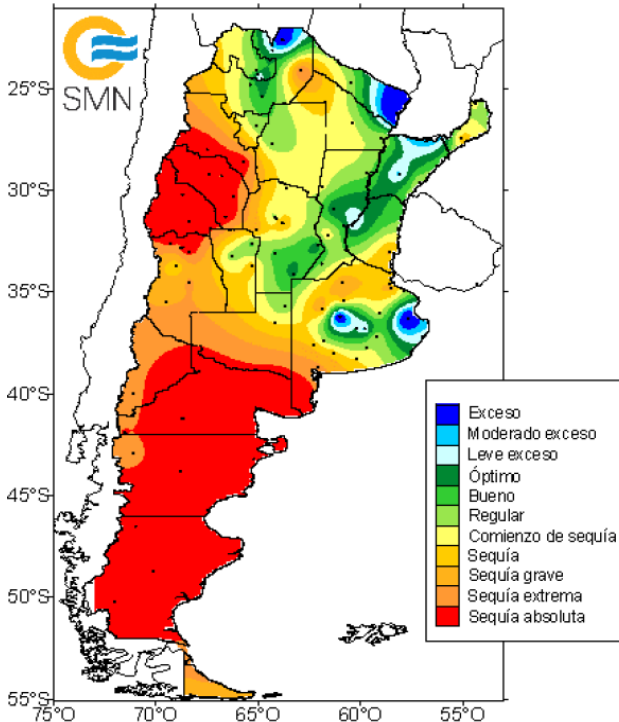 SMN
25°S
30°S
35°S
40°S
45°S
50°S
55°S
75°O
70°O
65°O
60°O
55°O
Exceso
Moderado exceso
Leve exceso
Óptimo
Bueno
Regular
Comienzo de sequía
Sequía
Sequía grave
Sequía extrema
Sequía absoluta